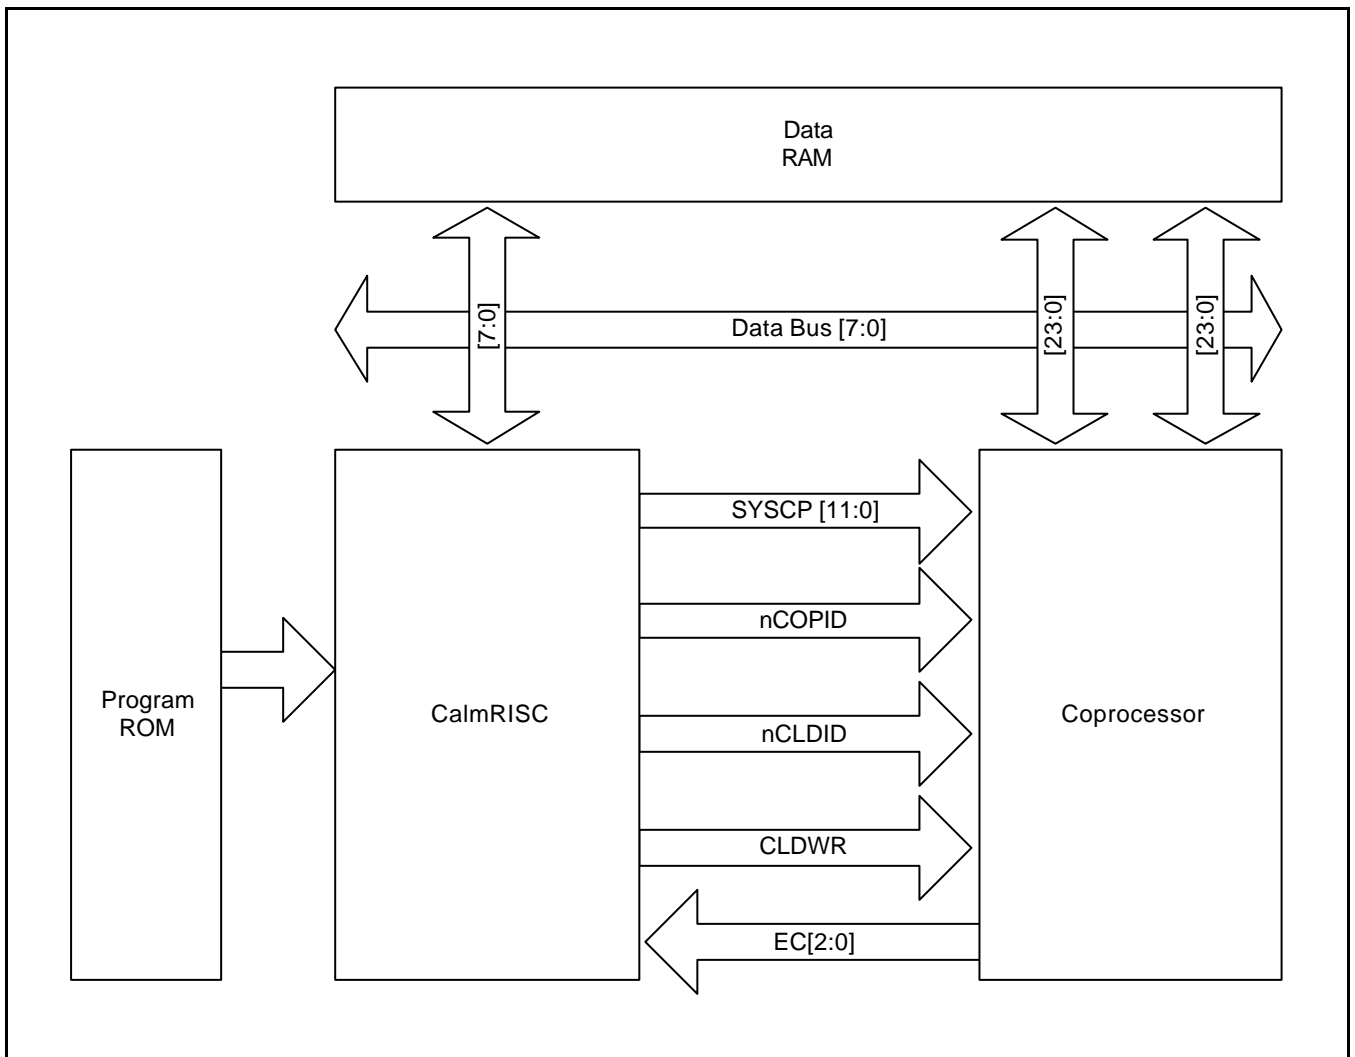 Data
RAM
[7:0]
Data Bus [7:0]
[23:0]
[23:0]
SYSCP [11:0]
nCOPID
Program
ROM
CalmRISC
nCLDID
Coprocessor
CLDWR
EC[2:0]